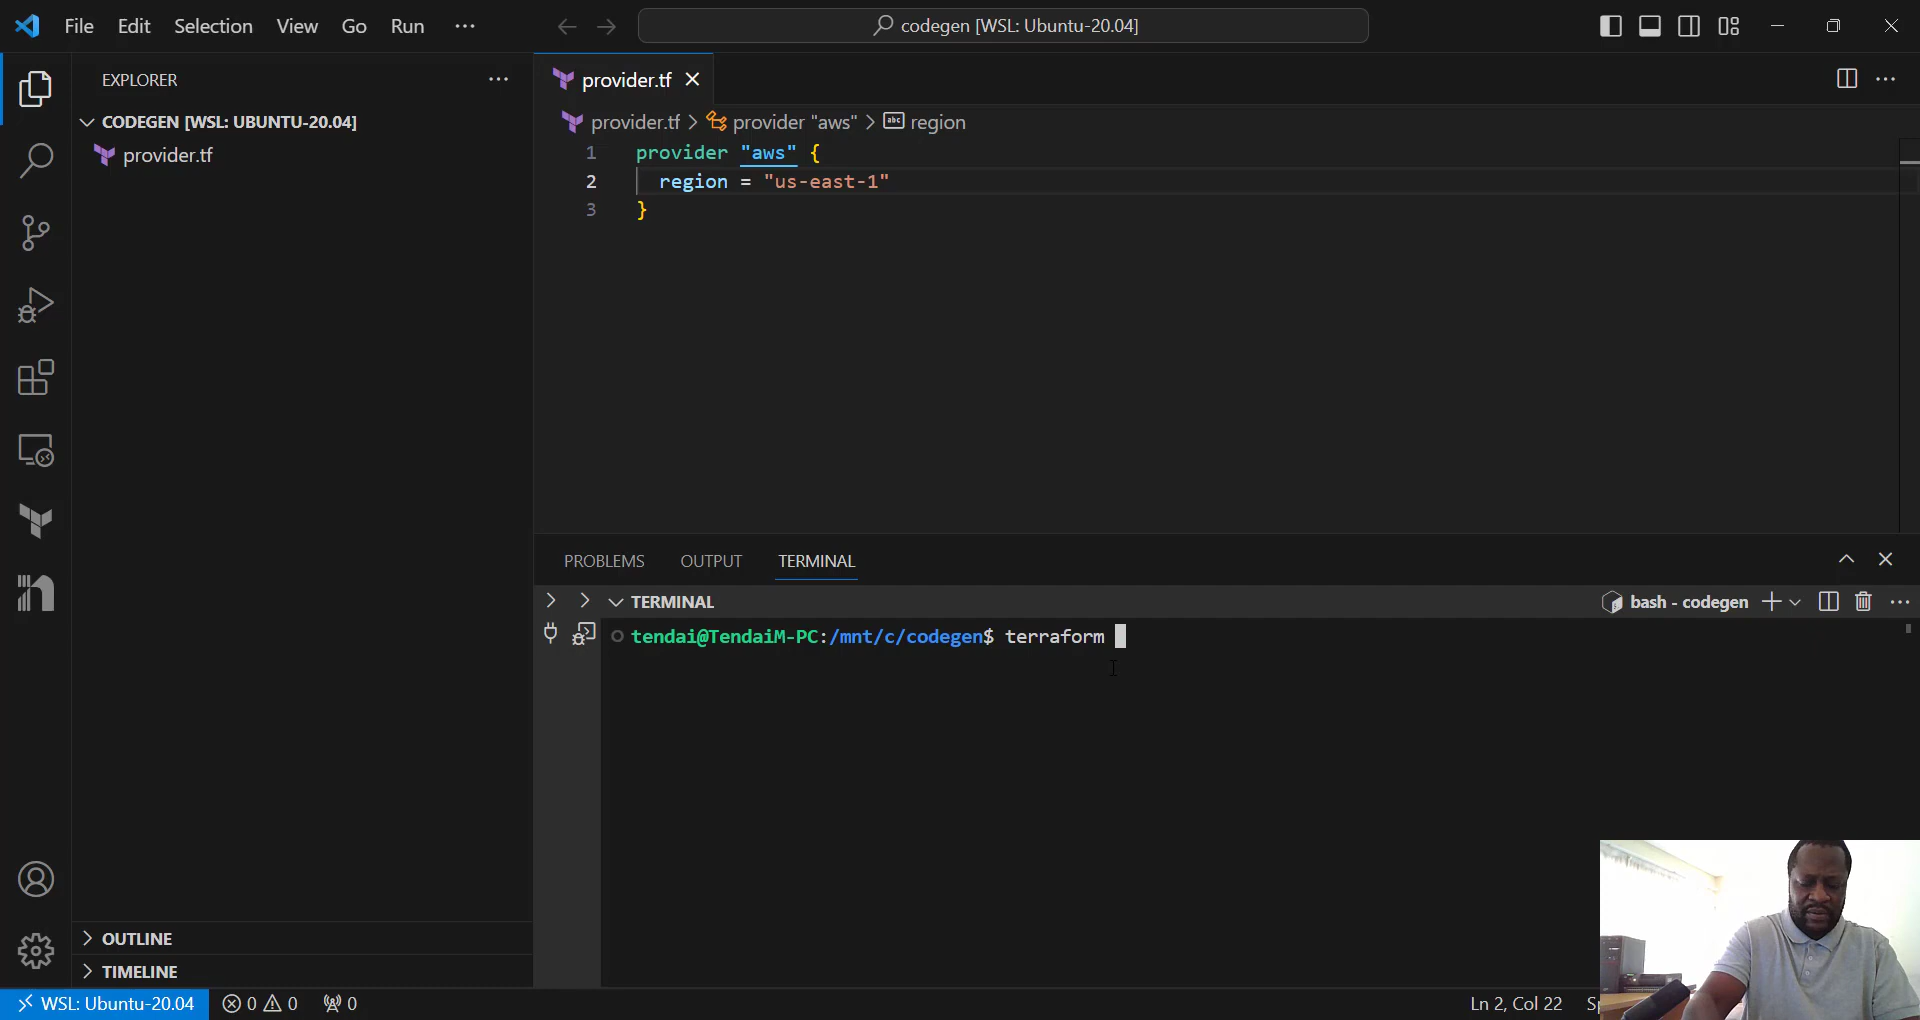 File Edit Selection View Go Run ···
codegen [WSL: Ubuntu-20.04]
EXPLORER
CODEGEN [WSL: UBUNTU-20.04]
provider.tf
OUTLINE
TIMELINE
provider.tf
provider.tf > provider "aws" > abc region
1 provider "aws" {
2 region = "us-east-1"
3 }
PROBLEMS OUTPUT TERMINAL
TERMINAL
bash - codegen
tendai@TendaiM-PC:/mnt/c/codegen$ terraform
WSL: Ubuntu-20.04 0 0 0
Ln 2, Col 22